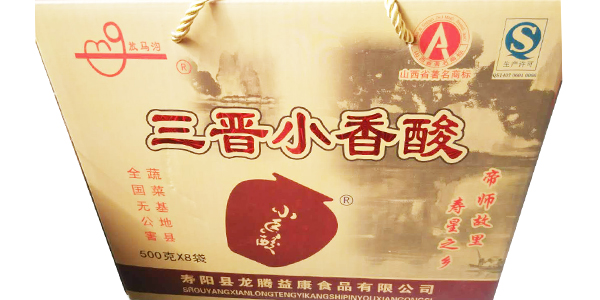 放马沟
®
山西省著名商标
生产许可
三晋小香酸
全国无公害
蔬菜基地县
小香酸
®
帝师故里
寿星之乡
500克X8袋
寿阳县龙腾益康食品有限公司
SHOUYANGXIANLONGTENGYIKANGSHIPINYOUXIANGONGSI